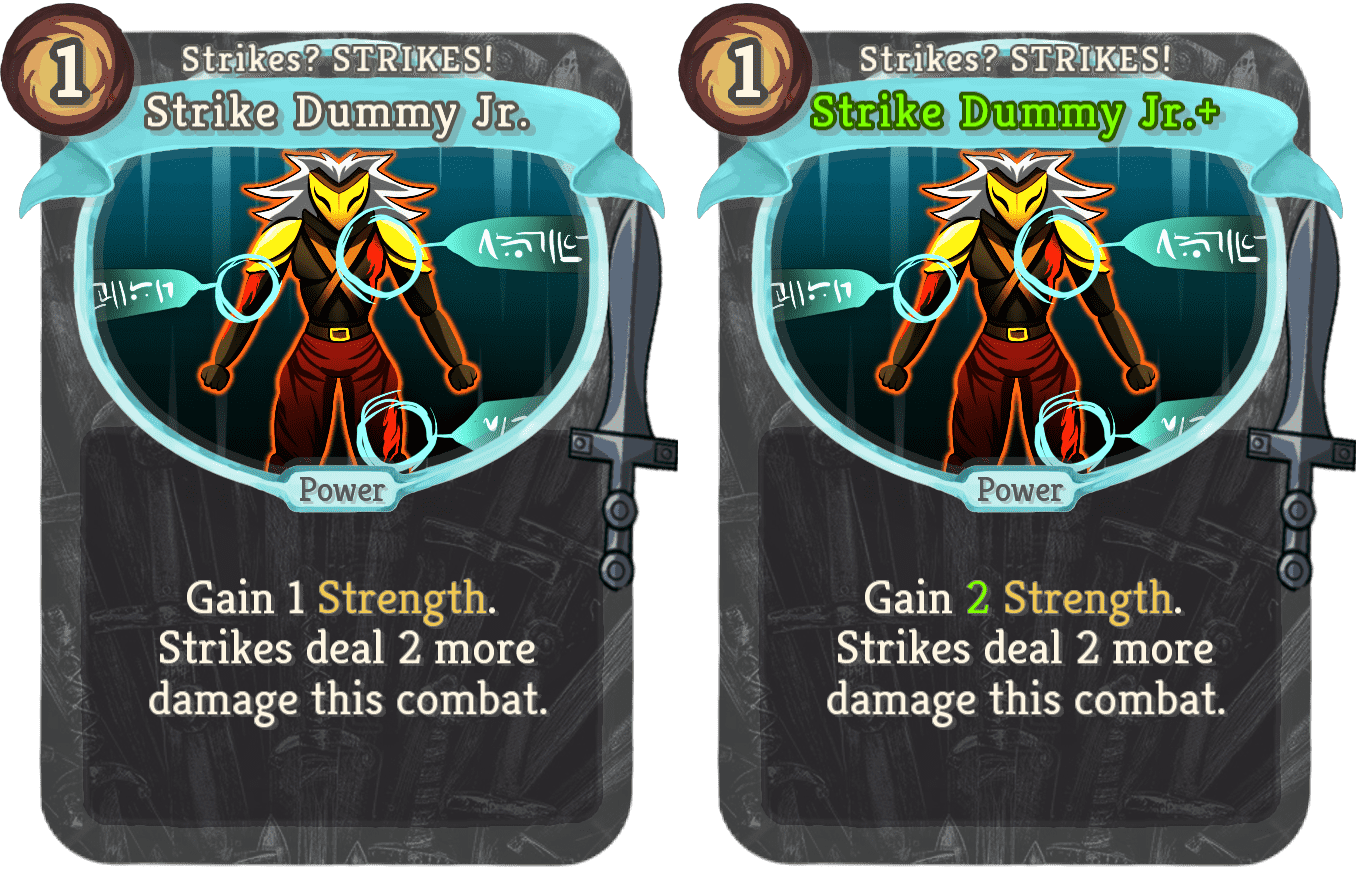 1
Strikes? STRIKES!
Strike Dummy Jr.
Power
Gain 1 Strength.
Strikes deal 2 more
damage this combat.
1
Strikes? STRIKES!
Strike Dummy Jr.+
Power
Gain 2 Strength.
Strikes deal 2 more
damage this combat.